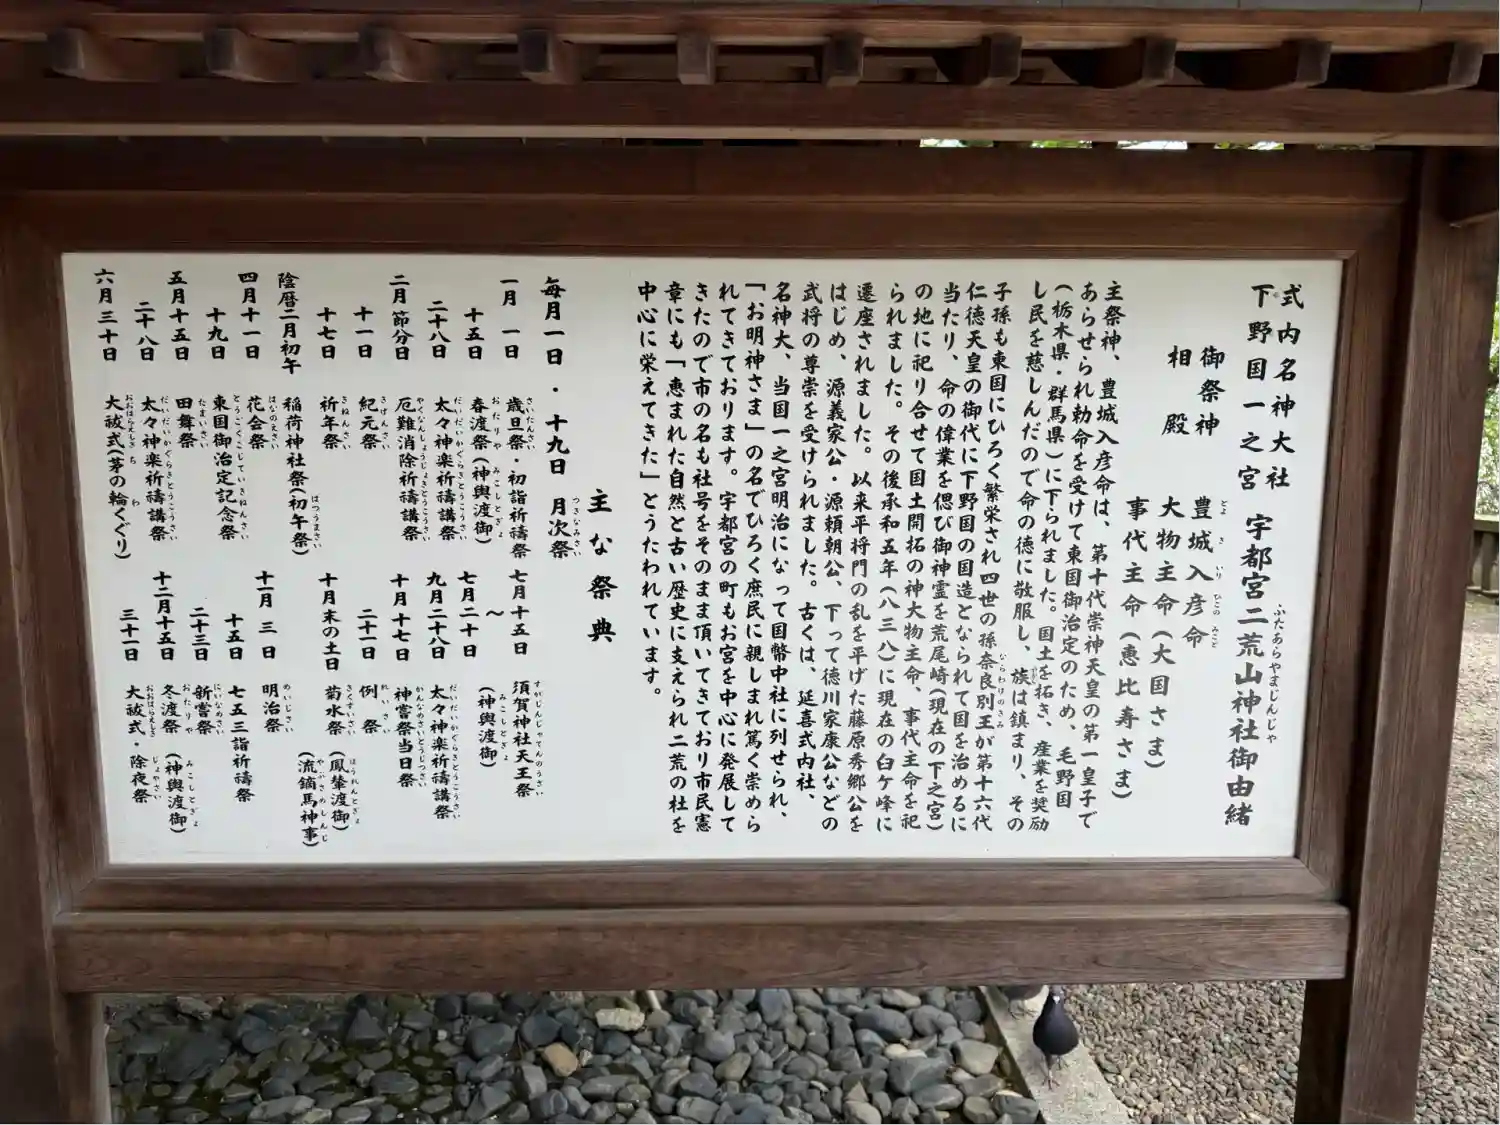 式内名神大社
下野国一之宮 宇都宮二荒山神社御由緒
御祭神 豊城入彦命
相殿 大物主命(大国さま)
事代主命(恵比寿さま)
主祭神、豊城入彦命は、第十代崇神天皇の第一皇子で
あらせられ勅命を受けて東国御治定のため、毛野国
(栃木県・群馬県)に下られました。国土を拓き、産業を奨励
し民を慈しんだので命の徳に敬服し、族は鎮まり、その
子孫も東国にひろく繁栄され四世の孫奈良別王が第十六代
仁徳天皇の御代に下野国の国造となられて国を治めるに
当たり、命の偉業を偲び御神霊を荒尾崎(現在の下之宮)
の地に祀り合せて国土開拓の神大物主命、事代主命を祀
られました。その後承和五年(八三八)に現在の臼ケ峰に
遷座されました。以来平将門の乱を平げた藤原秀郷公を
はじめ、源義家公・源頼朝公、下って徳川家康公などの
武将の尊崇を受けられました。古くは、延喜式内社、
名神大、当国一之宮明治になって国幣中社に列せられ、
「お明神さま」の名でひろく庶民に親しまれ篤く崇めら
れてきております。宇都宮の町もお宮を中心に発展して
きたので市の名も社号をそのまま頂いてきており市民憲
章にも「恵まれた自然と古い歴史に支えられ二荒の杜を
中心に栄えてきた」とうたわれています。
主な祭典
毎月一日・十九日 月次祭
一月 一日 歳旦祭・初詣祈禱祭
十五日 春渡祭(神輿渡御)
二十八日 太々神楽祈禱講祭
二月節分日 厄難消除祈禱講祭
十一日 紀元祭
十七日 祈年祭
陰暦二月初午 稲荷神社祭(初午祭)
四月十一日 花会祭
十九日 東国御治定記念祭
五月十五日 田舞祭
二十八日 太々神楽祈禱講祭
六月三十日 大祓式(茅の輪くぐり)
七月十五日 須賀神社天王祭
〜
七月二十日 (神輿渡御)
九月二十八日 太々神楽祈禱講祭
十月十七日 神嘗祭当日祭
二十一日 例祭
十月末の土日 菊水祭(鳳輦渡御)
(流鏑馬神事)
十一月三日 明治祭
十五日 七五三詣祈禱祭
二十三日 新嘗祭
十二月十五日 冬渡祭(神輿渡御)
三十一日 大祓式・除夜祭